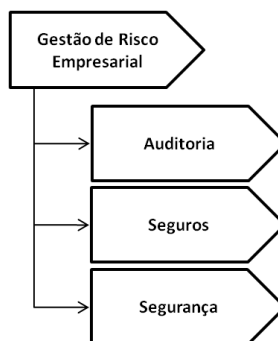 Gestão de Risco
Empresarial
Auditoria
Seguros
Segurança